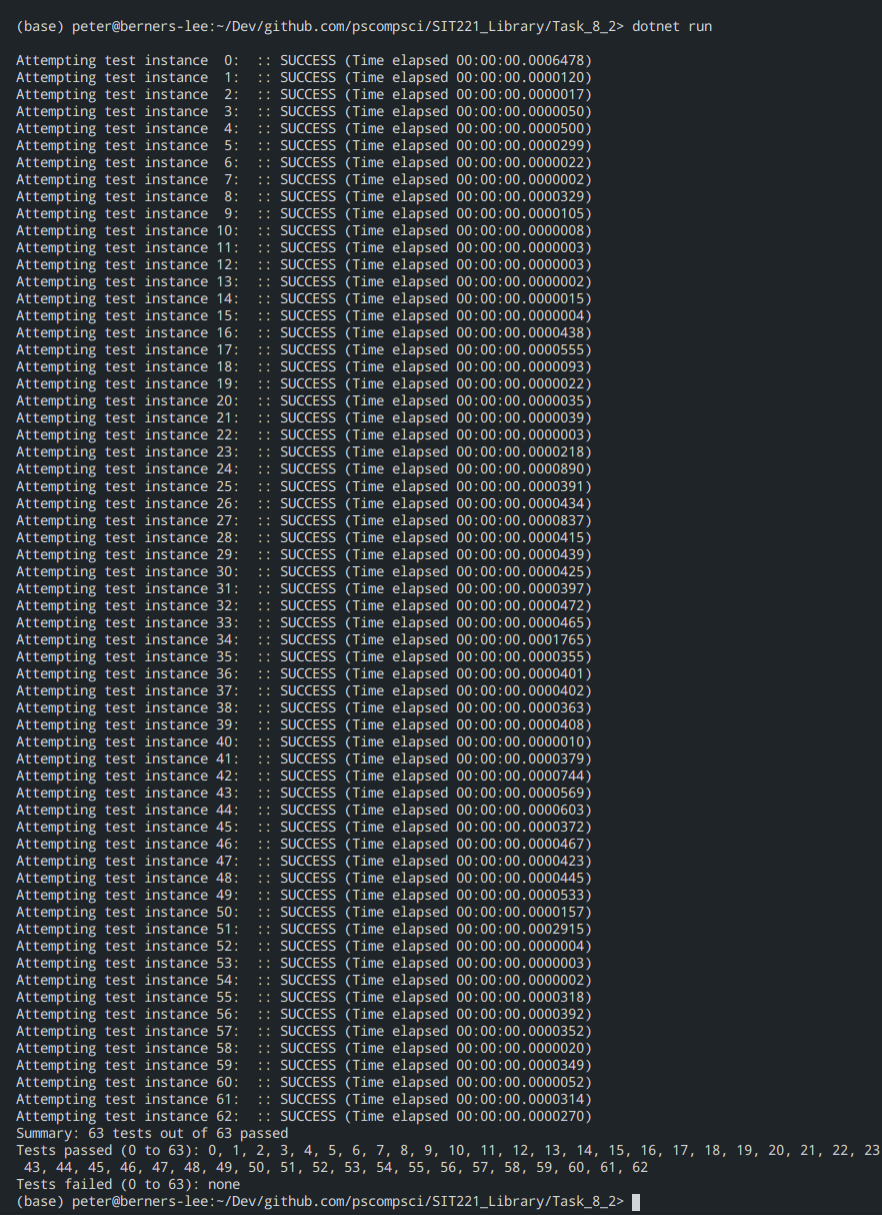 (base) peter@berners-lee:~/Dev/github.com/pscompsci/SIT221_Library/Task_8_2> dotnet run
Attempting test instance  0:  :: SUCCESS (Time elapsed 00:00:00.0006478)
Attempting test instance  1:  :: SUCCESS (Time elapsed 00:00:00.0000120)
Attempting test instance  2:  :: SUCCESS (Time elapsed 00:00:00.0000017)
Attempting test instance  3:  :: SUCCESS (Time elapsed 00:00:00.0000050)
Attempting test instance  4:  :: SUCCESS (Time elapsed 00:00:00.0000500)
Attempting test instance  5:  :: SUCCESS (Time elapsed 00:00:00.0000299)
Attempting test instance  6:  :: SUCCESS (Time elapsed 00:00:00.0000022)
Attempting test instance  7:  :: SUCCESS (Time elapsed 00:00:00.0000002)
Attempting test instance  8:  :: SUCCESS (Time elapsed 00:00:00.0000329)
Attempting test instance  9:  :: SUCCESS (Time elapsed 00:00:00.0000105)
Attempting test instance 10:  :: SUCCESS (Time elapsed 00:00:00.0000008)
Attempting test instance 11:  :: SUCCESS (Time elapsed 00:00:00.0000003)
Attempting test instance 12:  :: SUCCESS (Time elapsed 00:00:00.0000003)
Attempting test instance 13:  :: SUCCESS (Time elapsed 00:00:00.0000002)
Attempting test instance 14:  :: SUCCESS (Time elapsed 00:00:00.0000015)
Attempting test instance 15:  :: SUCCESS (Time elapsed 00:00:00.0000004)
Attempting test instance 16:  :: SUCCESS (Time elapsed 00:00:00.0000438)
Attempting test instance 17:  :: SUCCESS (Time elapsed 00:00:00.0000555)
Attempting test instance 18:  :: SUCCESS (Time elapsed 00:00:00.0000093)
Attempting test instance 19:  :: SUCCESS (Time elapsed 00:00:00.0000022)
Attempting test instance 20:  :: SUCCESS (Time elapsed 00:00:00.0000035)
Attempting test instance 21:  :: SUCCESS (Time elapsed 00:00:00.0000039)
Attempting test instance 22:  :: SUCCESS (Time elapsed 00:00:00.0000003)
Attempting test instance 23:  :: SUCCESS (Time elapsed 00:00:00.0000218)
Attempting test instance 24:  :: SUCCESS (Time elapsed 00:00:00.0000890)
Attempting test instance 25:  :: SUCCESS (Time elapsed 00:00:00.0000391)
Attempting test instance 26:  :: SUCCESS (Time elapsed 00:00:00.0000434)
Attempting test instance 27:  :: SUCCESS (Time elapsed 00:00:00.0000837)
Attempting test instance 28:  :: SUCCESS (Time elapsed 00:00:00.0000415)
Attempting test instance 29:  :: SUCCESS (Time elapsed 00:00:00.0000439)
Attempting test instance 30:  :: SUCCESS (Time elapsed 00:00:00.0000425)
Attempting test instance 31:  :: SUCCESS (Time elapsed 00:00:00.0000397)
Attempting test instance 32:  :: SUCCESS (Time elapsed 00:00:00.0000472)
Attempting test instance 33:  :: SUCCESS (Time elapsed 00:00:00.0000465)
Attempting test instance 34:  :: SUCCESS (Time elapsed 00:00:00.0001765)
Attempting test instance 35:  :: SUCCESS (Time elapsed 00:00:00.0000355)
Attempting test instance 36:  :: SUCCESS (Time elapsed 00:00:00.0000401)
Attempting test instance 37:  :: SUCCESS (Time elapsed 00:00:00.0000402)
Attempting test instance 38:  :: SUCCESS (Time elapsed 00:00:00.0000363)
Attempting test instance 39:  :: SUCCESS (Time elapsed 00:00:00.0000408)
Attempting test instance 40:  :: SUCCESS (Time elapsed 00:00:00.0000010)
Attempting test instance 41:  :: SUCCESS (Time elapsed 00:00:00.0000379)
Attempting test instance 42:  :: SUCCESS (Time elapsed 00:00:00.0000744)
Attempting test instance 43:  :: SUCCESS (Time elapsed 00:00:00.0000569)
Attempting test instance 44:  :: SUCCESS (Time elapsed 00:00:00.0000603)
Attempting test instance 45:  :: SUCCESS (Time elapsed 00:00:00.0000372)
Attempting test instance 46:  :: SUCCESS (Time elapsed 00:00:00.0000467)
Attempting test instance 47:  :: SUCCESS (Time elapsed 00:00:00.0000423)
Attempting test instance 48:  :: SUCCESS (Time elapsed 00:00:00.0000445)
Attempting test instance 49:  :: SUCCESS (Time elapsed 00:00:00.0000533)
Attempting test instance 50:  :: SUCCESS (Time elapsed 00:00:00.0000157)
Attempting test instance 51:  :: SUCCESS (Time elapsed 00:00:00.0002915)
Attempting test instance 52:  :: SUCCESS (Time elapsed 00:00:00.0000004)
Attempting test instance 53:  :: SUCCESS (Time elapsed 00:00:00.0000003)
Attempting test instance 54:  :: SUCCESS (Time elapsed 00:00:00.0000002)
Attempting test instance 55:  :: SUCCESS (Time elapsed 00:00:00.0000318)
Attempting test instance 56:  :: SUCCESS (Time elapsed 00:00:00.0000392)
Attempting test instance 57:  :: SUCCESS (Time elapsed 00:00:00.0000352)
Attempting test instance 58:  :: SUCCESS (Time elapsed 00:00:00.0000020)
Attempting test instance 59:  :: SUCCESS (Time elapsed 00:00:00.0000349)
Attempting test instance 60:  :: SUCCESS (Time elapsed 00:00:00.0000052)
Attempting test instance 61:  :: SUCCESS (Time elapsed 00:00:00.0000314)
Attempting test instance 62:  :: SUCCESS (Time elapsed 00:00:00.0000270)
Summary: 63 tests out of 63 passed
Tests passed (0 to 63): 0, 1, 2, 3, 4, 5, 6, 7, 8, 9, 10, 11, 12, 13, 14, 15, 16, 17, 18, 19, 20, 21, 22, 23
43, 44, 45, 46, 47, 48, 49, 50, 51, 52, 53, 54, 55, 56, 57, 58, 59, 60, 61, 62
Tests failed (0 to 63): none
(base) peter@berners-lee:~/Dev/github.com/pscompsci/SIT221_Library/Task_8_2>